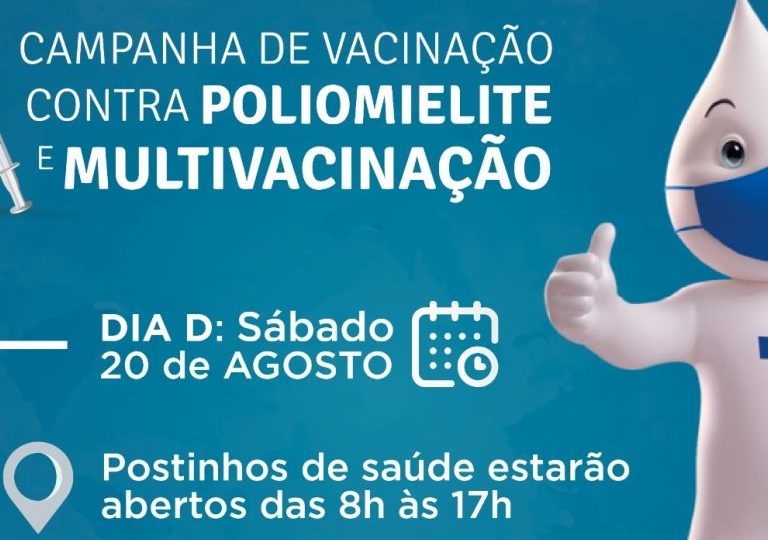 CAMPANHA DE VACINAÇÃO
CONTRA POLIOMIELITE
E MULTIVACINAÇÃO
DIA D: Sábado
20 de AGOSTO
Postinhos de saúde estarão
abertos das 8h às 17h